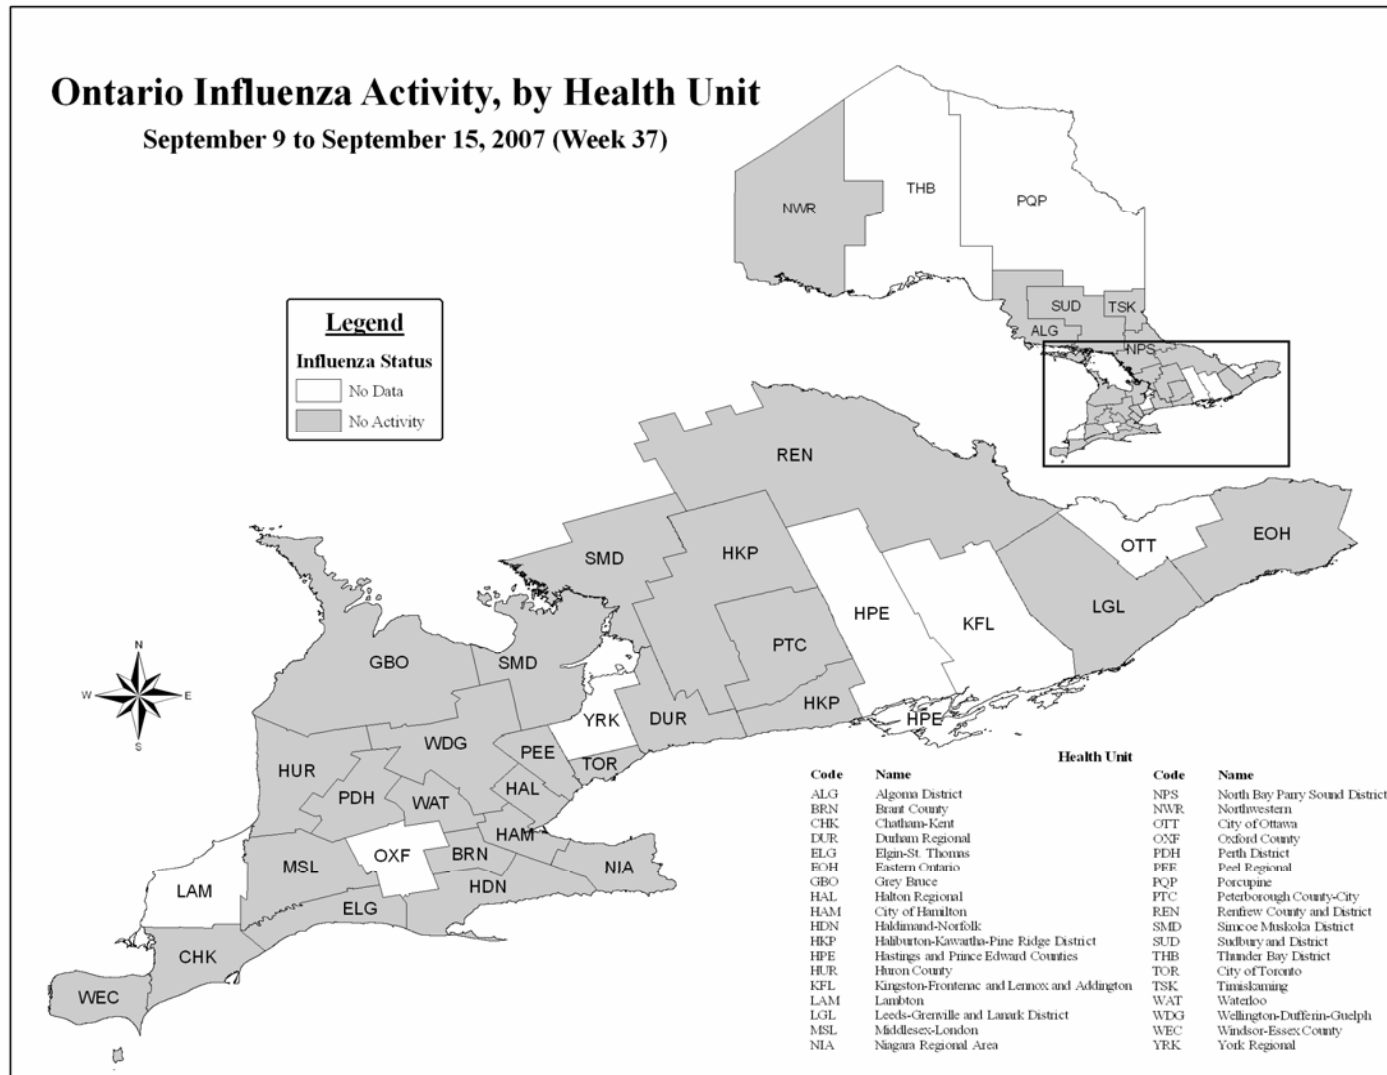 Ontario Influenza Activity, by Health Unit
September 9 to September 15, 2007 (Week 37)
THB
PQP
NWR
SUD
TSK
ALG
NPS
Legend
Influenza Status
No Data
No Activity
REN
OTT
EOH
SMD
HKP
HPE
KFL
LGL
PTC
N
W E
S
GBO
SMD
HKP
HPE
YRK
DUR
WDG
PEE
TOR
HUR
PDH
WAT
HAL
HAM
OXF
BRN
MSL
NIA
HDN
LAM
ELG
CHK
WEC
Health Unit
Code Name Code Name
ALG Algoma District NPS North Bay Parry Sound District
BRN Brant County NWR Northwestern
CHK Chatham-Kent OTT City of Ottawa
DUR Durham Regional OXF Oxford County
ELG Elgin-St. Thomas PDH Perth District
EOH Eastern Ontario PEE Peel Regional
GBO Grey Bruce PQP Porcupine
HAL Halton Regional PTC Peterborough County-City
HAM City of Hamilton REN Renfrew County and District
HDN Haldimand-Norfolk SMD Simcoe Muskoka District
HKP Haliburton-Kawartha-Pine Ridge District SUD Sudbury and District
HPE Hastings and Prince Edward Counties THB Thunder Bay District
HUR Huron County TOR City of Toronto
KFL Kingston-Frontenac and Lennox and Addington TSK Timiskaming
LAM Lambton WAT Waterloo
LGL Leeds-Grenville and Lanark District WDG Wellington-Dufferin-Guelph
MSL Middlesex-London WEC Windsor-Essex County
NIA Niagara Regional Area YRK York Regional